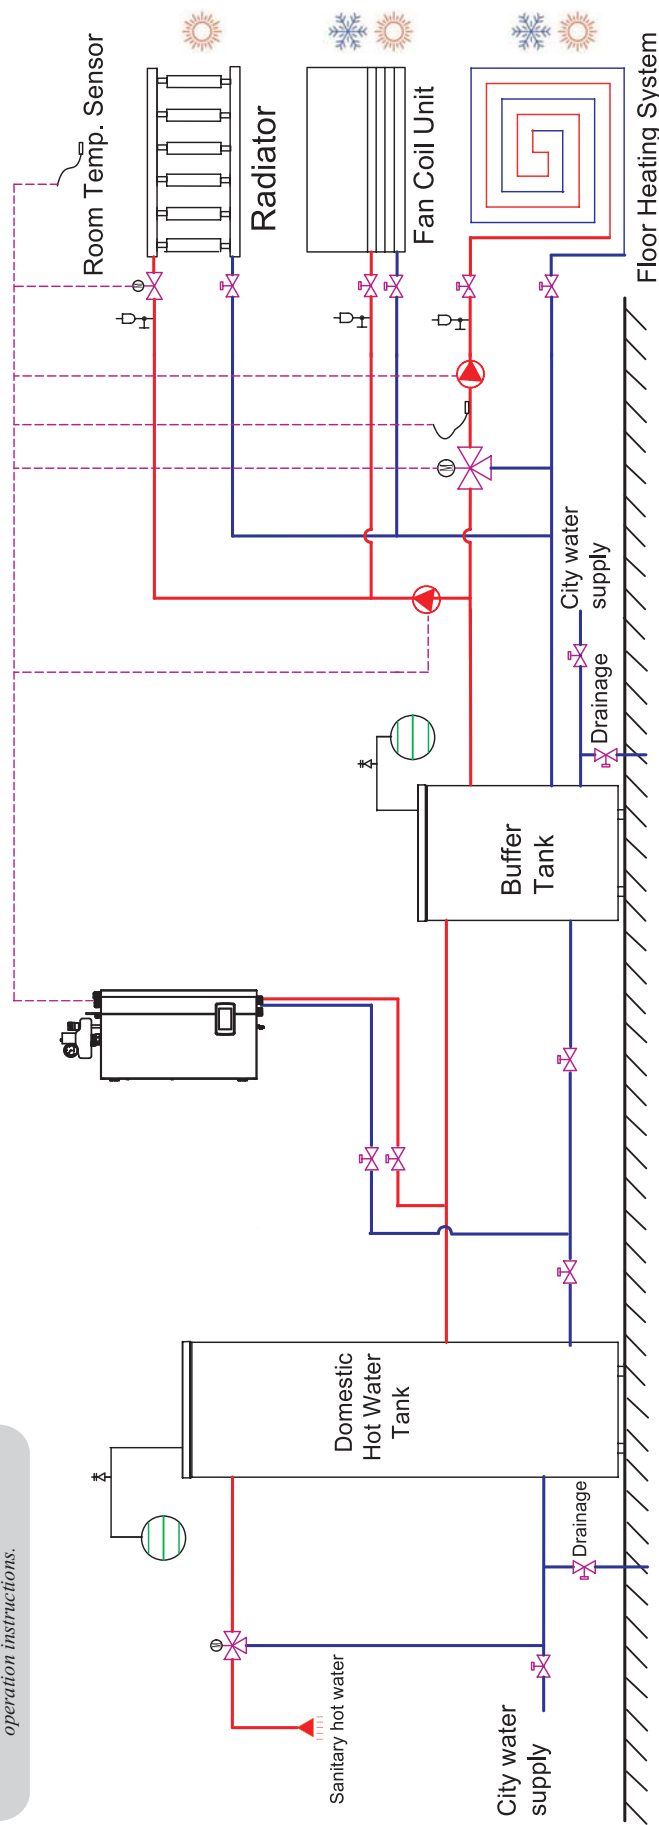 operation instructions.
Sanitary hot water
City water
supply
Drainage
Domestic
Hot Water
Tank
Buffer
Tank
Drainage
City water
supply
Room Temp. Sensor
Radiator
Fan Coil Unit
Floor Heating System
M
M
M
M